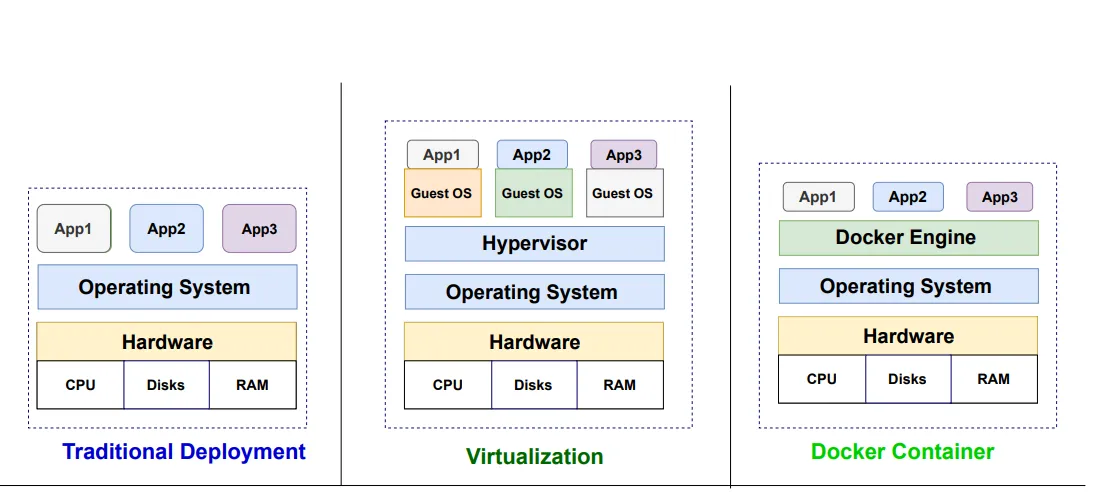 App1 App2 App3
Operating System
Hardware
CPU Disks RAM
Traditional Deployment
App1 App2 App3
Guest OS Guest OS Guest OS
Hypervisor
Operating System
Hardware
CPU Disks RAM
Virtualization
App1 App2 App3
Docker Engine
Operating System
Hardware
CPU Disks RAM
Docker Container